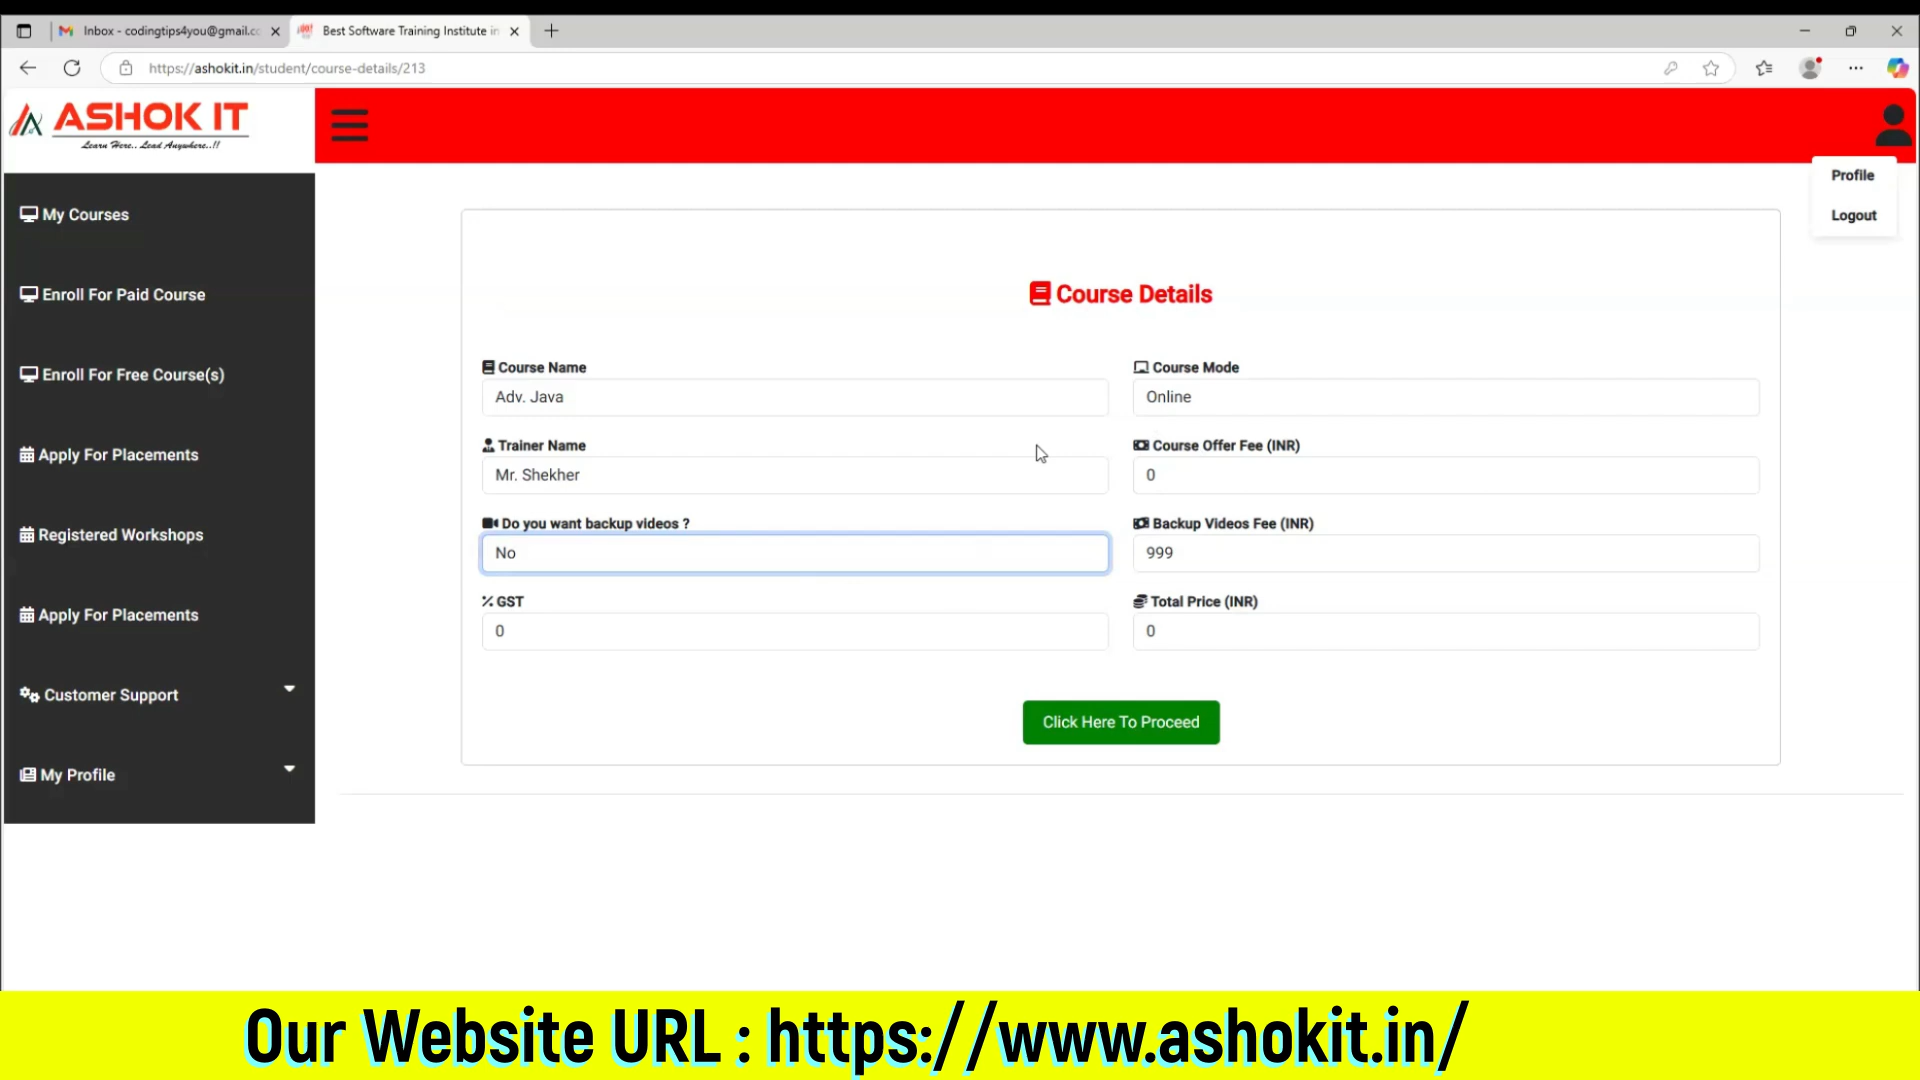 Inbox - codingtips4you@gmail.cc
Best Software Training Institute in
https://ashokit.in/student/course-details/213
ASHOK IT
Learn Here.. Lead Anywhere..!!
Profile
Logout
My Courses
Enroll For Paid Course
Enroll For Free Course(s)
Apply For Placements
Registered Workshops
Apply For Placements
Customer Support
My Profile
Course Details
Course Name
Adv. Java
Course Mode
Online
Trainer Name
Mr. Shekher
Course Offer Fee (INR)
0
Do you want backup videos ?
No
Backup Videos Fee (INR)
999
GST
0
Total Price (INR)
0
Click Here To Proceed
Our Website URL : https://www.ashokit.in/